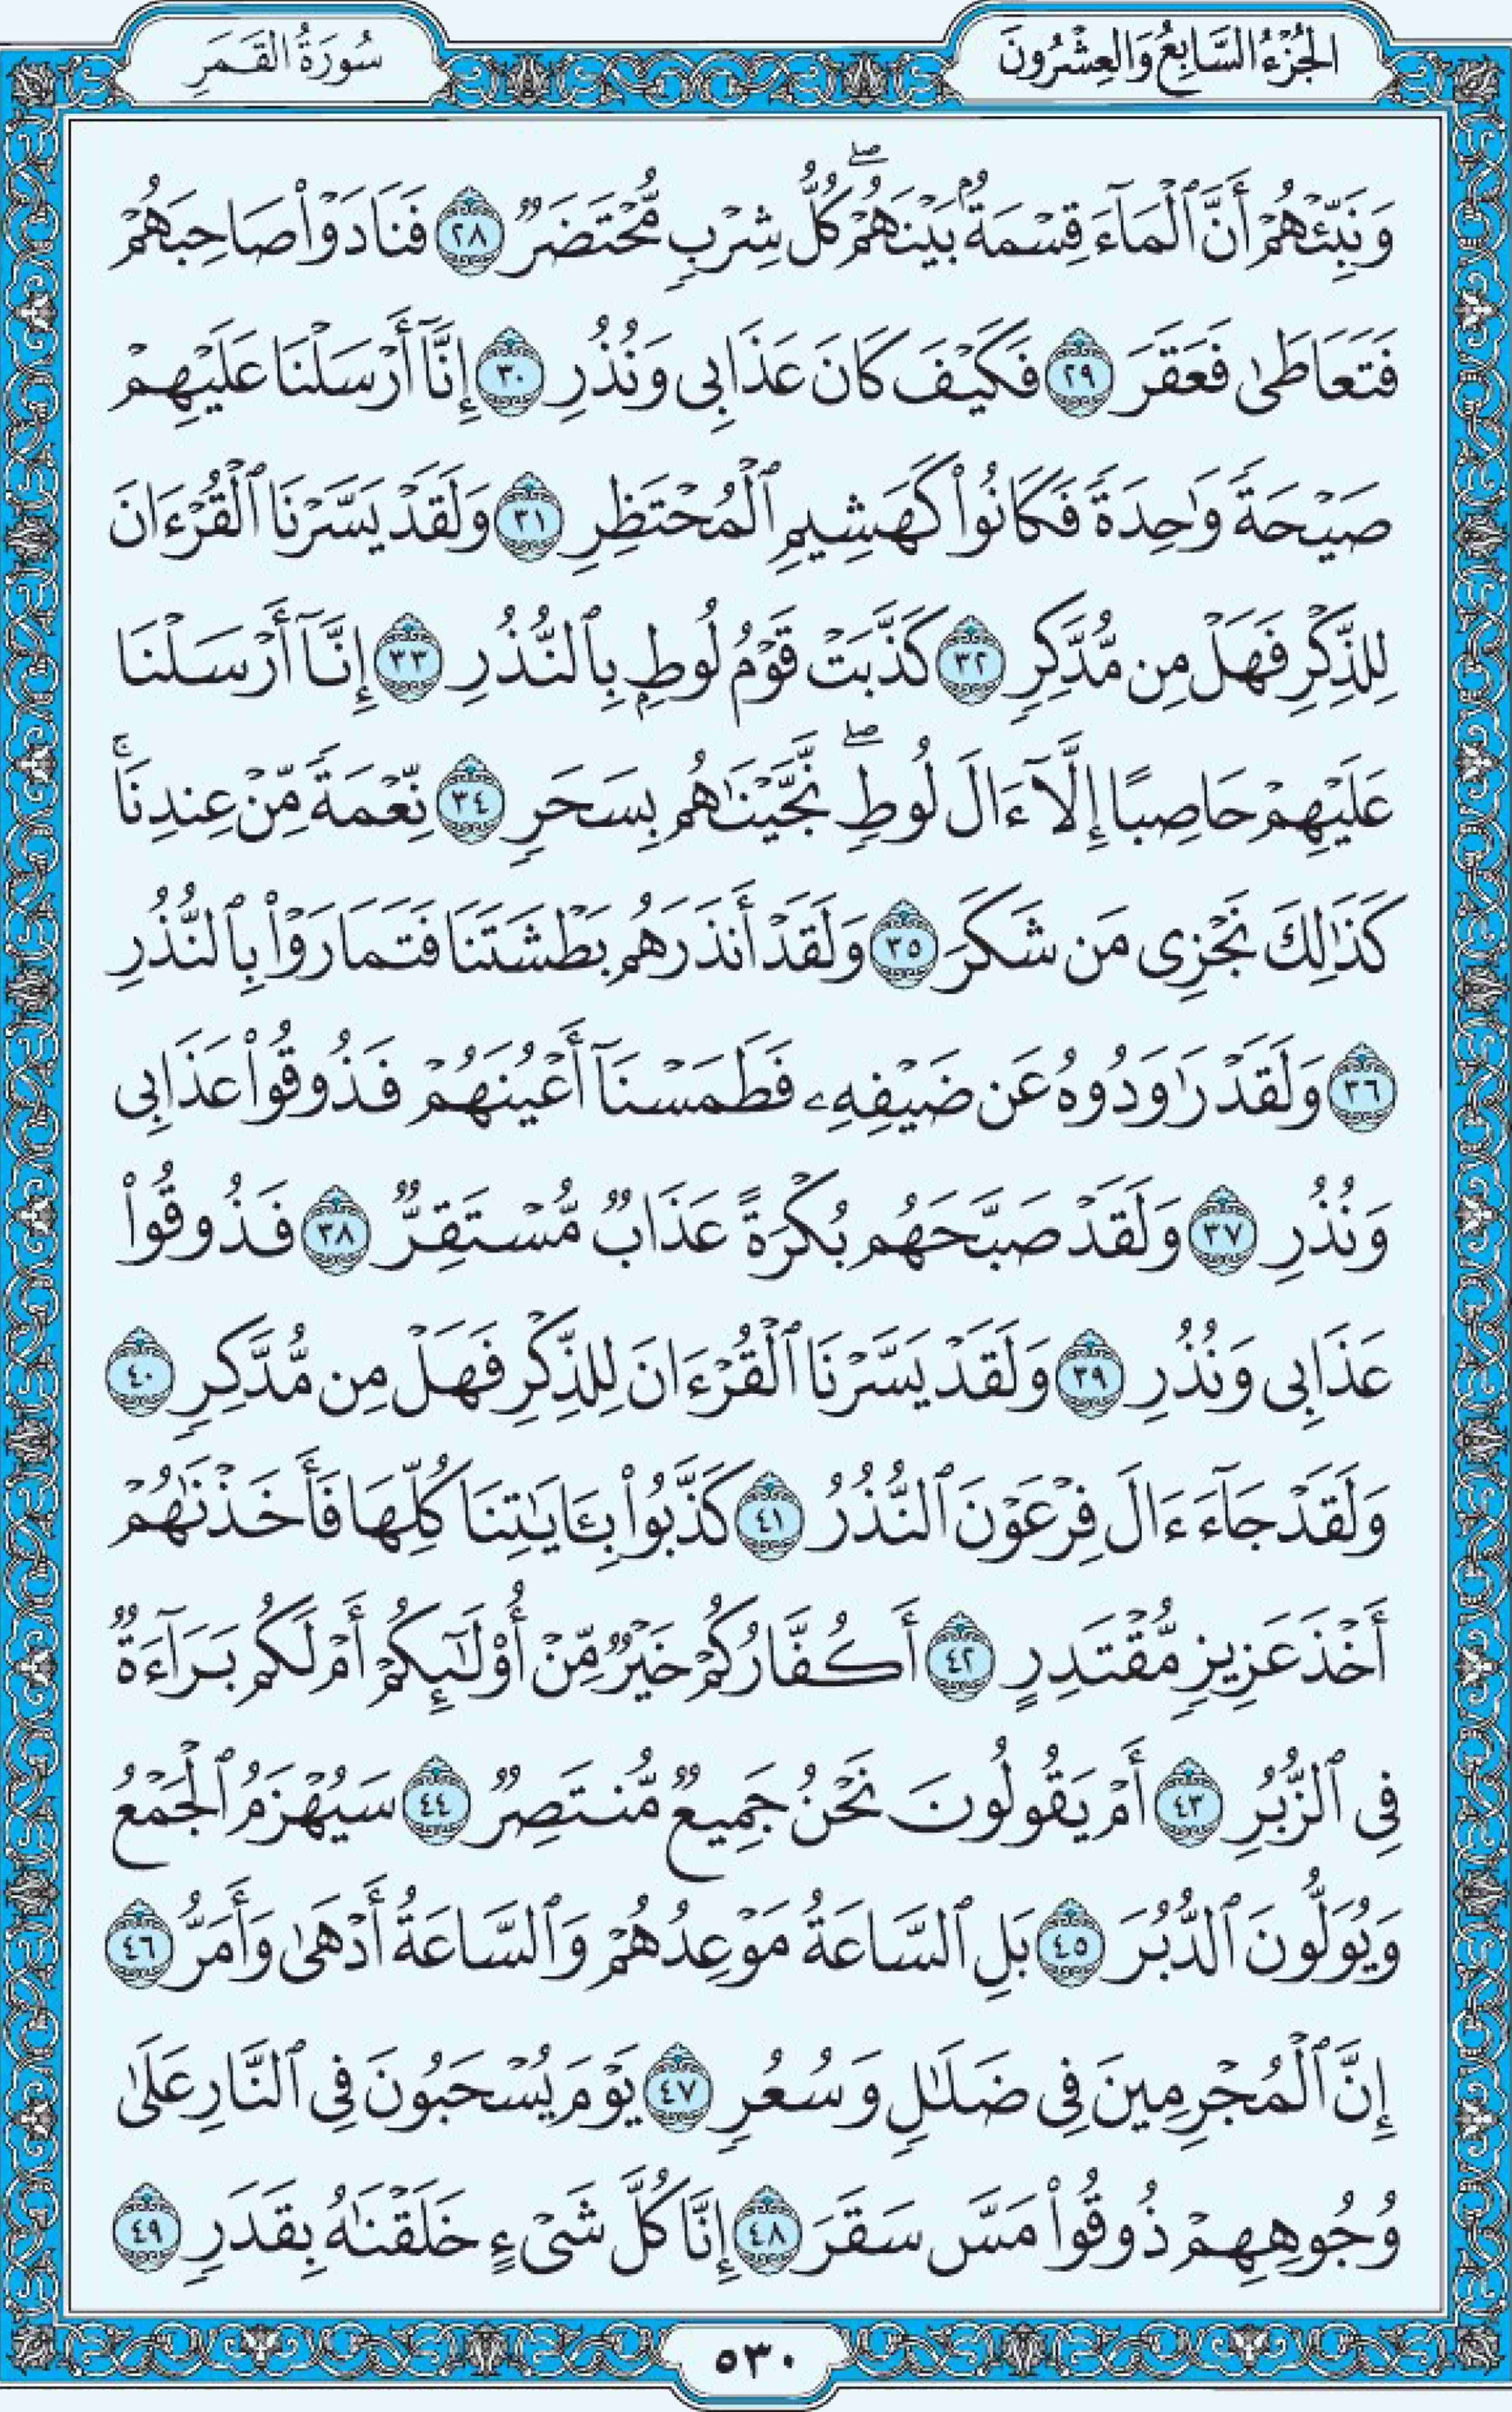 الجُزْءُ السَّابِعُ وَالعِشْرُونَ
سُورَةُ القَمَرِ
وَنَبِّئْهُمْ أَنَّ ٱلْمَآءَ قِسْمَةٌۢ بَيْنَهُمْۖ كُلُّ شِرْبٍ مُّحْتَضَرٌ ٢٨ فَنَادَوْا۟ صَاحِبَهُمْ
فَتَعَاطَىٰ فَعَقَرَ ٢٩ فَكَيْفَ كَانَ عَذَابِى وَنُذُرِ ٣٠ إِنَّآ أَرْسَلْنَا عَلَيْهِمْ
صَيْحَةً وَٰحِدَةً فَكَانُوا۟ كَهَشِيمِ ٱلْمُحْتَظِرِ ٣١ وَلَقَدْ يَسَّرْنَا ٱلْقُرْءَانَ
لِلذِّكْرِ فَهَلْ مِن مُّدَّكِرٍ ٣٢ كَذَّبَتْ قَوْمُ لُوطٍۭ بِٱلنُّذُرِ ٣٣ إِنَّآ أَرْسَلْنَا
عَلَيْهِمْ حَاصِبًا إِلَّآ ءَالَ لُوطٍۖ نَّجَّيْنَٰهُم بِسَحَرٍ ٣٤ نِّعْمَةً مِّنْ عِندِنَاۚ
كَذَٰلِكَ نَجْزِى مَن شَكَرَ ٣٥ وَلَقَدْ أَنذَرَهُم بَطْشَتَنَا فَتَمَارَوْا۟ بِٱلنُّذُرِ
٣٦ وَلَقَدْ رَٰوَدُوهُ عَن ضَيْفِهِۦ فَطَمَسْنَآ أَعْيُنَهُمْ فَذُوقُوا۟ عَذَابِى
وَنُذُرِ ٣٧ وَلَقَدْ صَبَّحَهُم بُكْرَةً عَذَابٌ مُّسْتَقِرٌّ ٣٨ فَذُوقُوا۟
عَذَابِى وَنُذُرِ ٣٩ وَلَقَدْ يَسَّرْنَا ٱلْقُرْءَانَ لِلذِّكْرِ فَهَلْ مِن مُّدَّكِرٍ ٤٠
وَلَقَدْ جَآءَ ءَالَ فِرْعَوْنَ ٱلنُّذُرُ ٤١ كَذَّبُوا۟ بِـَٔايَٰتِنَا كُلِّهَا فَأَخَذْنَٰهُمْ
أَخْذَ عَزِيزٍ مُّقْتَدِرٍ ٤٢ أَكُفَّارُكُمْ خَيْرٌ مِّنْ أُو۟لَٰٓئِكُمْ أَمْ لَكُم بَرَآءَةٌ
فِى ٱلزُّبُرِ ٤٣ أَمْ يَقُولُونَ نَحْنُ جَمِيعٌ مُّنتَصِرٌ ٤٤ سَيُهْزَمُ ٱلْجَمْعُ
وَيُوَلُّونَ ٱلدُّبُرَ ٤٥ بَلِ ٱلسَّاعَةُ مَوْعِدُهُمْ وَٱلسَّاعَةُ أَدْهَىٰ وَأَمَرُّ ٤٦
إِنَّ ٱلْمُجْرِمِينَ فِى ضَلَٰلٍ وَسُعُرٍ ٤٧ يَوْمَ يُسْحَبُونَ فِى ٱلنَّارِ عَلَىٰ
وُجُوهِهِمْ ذُوقُوا۟ مَسَّ سَقَرَ ٤٨ إِنَّا كُلَّ شَىْءٍ خَلَقْنَٰهُ بِقَدَرٍ ٤٩
٥٣٠